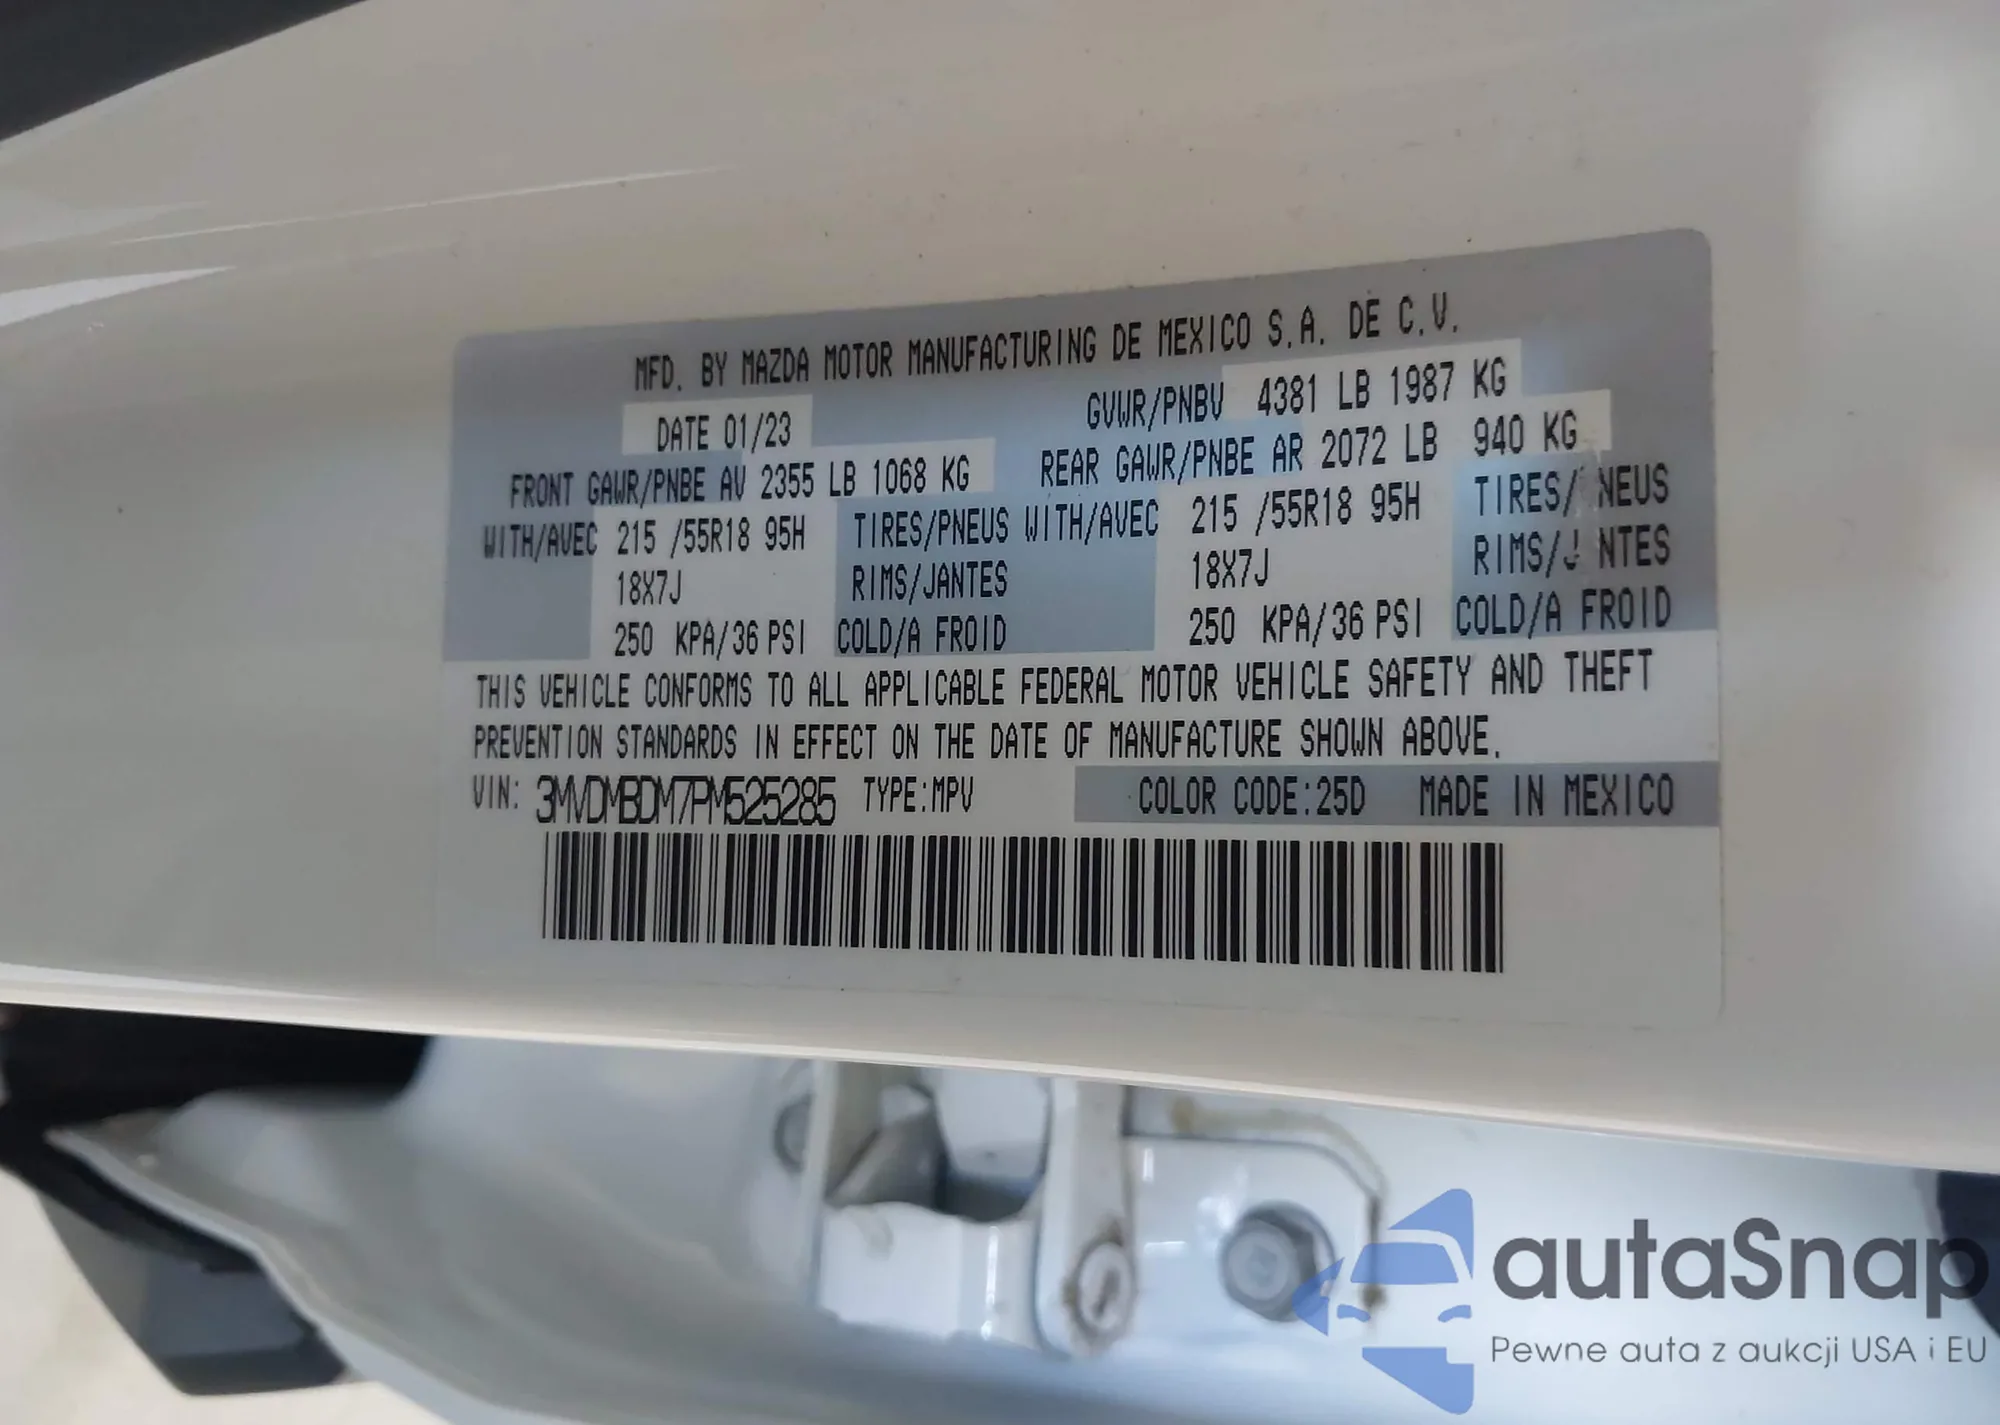 MFD. BY MAZDA MOTOR MANUFACTURING DE MEXICO S.A. DE C.V.
DATE 01/23 GVWR/PNBV 4381 LB 1987 KG
FRONT GAWR/PNBE AV 2355 LB 1068 KG REAR GAWR/PNBE AR 2072 LB 940 KG
WITH/AVEC 215 /55R18 95H TIRES/PNEUS WITH/AVEC 215 /55R18 95H TIRES/ NEUS
18X7J RIMS/JANTES 18X7J RIMS/J NTES
250 KPA/36 PSI COLD/A FROID 250 KPA/36 PSI COLD/A FROID
THIS VEHICLE CONFORMS TO ALL APPLICABLE FEDERAL MOTOR VEHICLE SAFETY AND THEFT
PREVENTION STANDARDS IN EFFECT ON THE DATE OF MANUFACTURE SHOWN ABOVE.
VIN: 3MVDMBDM7PM525285 TYPE:MPV COLOR CODE:25D MADE IN MEXICO
autaSnap
Pewne auta z aukcji USA i EU